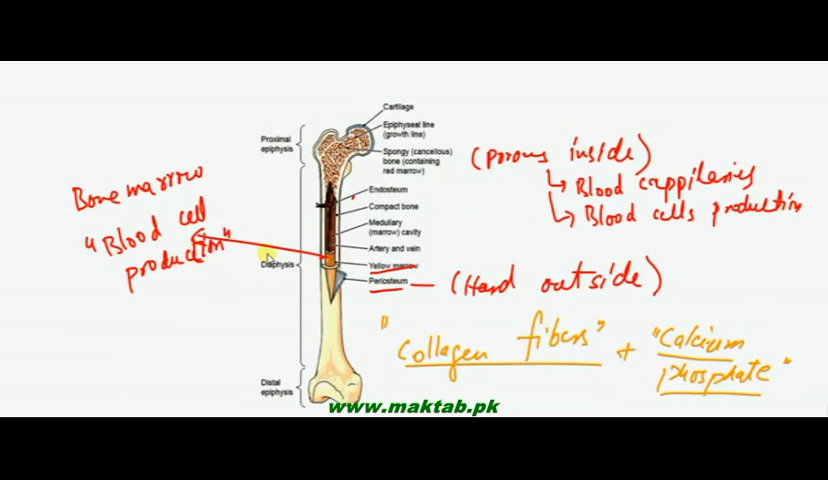 Cartilage
Epiphyseal line
(growth line)
Spongy (cancellous)
bone (containing
red marrow)
Endosteum
Compact bone
Medullary
(marrow) cavity
Artery and vein
Yellow marrow
Periosteum
Proximal
epiphysis
Diaphysis
Distal
epiphysis
Bone marrow
"Blood cell
production"
(Porous inside)
Blood cappilaries
Blood cells production
(Hard outside)
"Collagen fibers" + "Calcium
phosphate"
www.maktab.pk